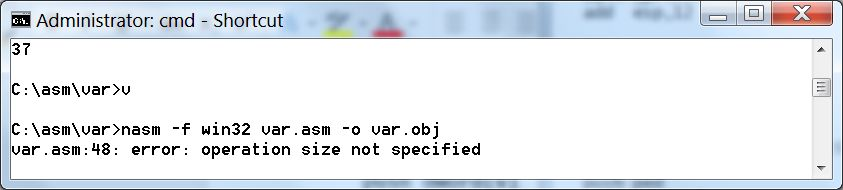 Administrator: cmd - Shortcut
37
C:\asm\var>v
C:\asm\var>nasm -f win32 var.asm -o var.obj
var.asm:48: error: operation size not specified